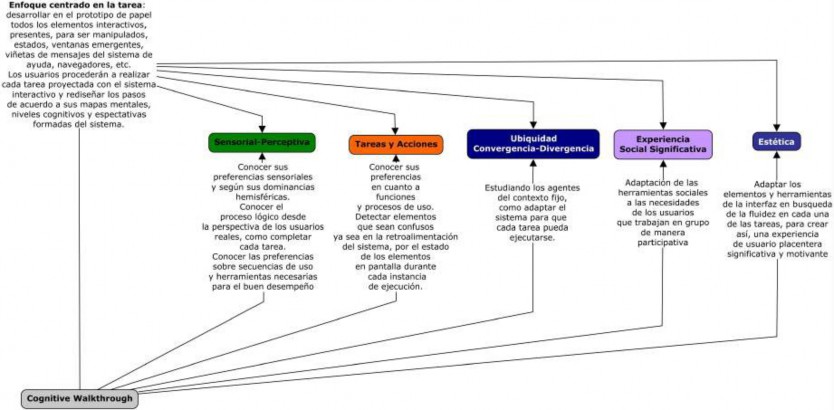 Enfoque centrado en la tarea:
desarrollar en el prototipo de papel
todos los elementos interactivos,
presentes, para ser manipulados,
estados, ventanas emergentes,
viñetas de mensajes del sistema de
ayuda, navegadores, etc.
Los usuarios procederán a realizar
cada tarea proyectada con el sistema
interactivo y rediseñar los pasos
de acuerdo a sus mapas mentales,
niveles cognitivos y espectativas
formadas del sistema.
Sensorial-Perceptiva
Conocer sus
preferencias sensoriales
y según sus dominancias
hemisféricas.
Conocer el
proceso lógico desde
la perspectiva de los usuarios
reales, como completar
cada tarea.
Conocer las preferencias
sobre secuencias de uso
y herramientas necesarias
para el buen desempeño
Tareas y Acciones
Conocer sus
preferencias
en cuanto a
funciones
y procesos de uso.
Detectar elementos
que sean confusos
ya sea en la retroalimentación
del sistema, por el estado
de los elementos
en pantalla durante
cada instancia
de ejecución.
Ubiquidad
Convergencia-Divergencia
Estudiando los agentes
del contexto fijo,
como adaptar el
sistema para que
cada tarea pueda
ejecutarse.
Experiencia
Social Significativa
Adaptación de las
herramientas sociales
a las necesidades
de los usuarios
que trabajan en grupo
de manera
participativa
Estética
Adaptar los
elementos y herramientas
de la interfaz en busqueda
de la fluidez en cada una
de las tareas, para crear
así, una experiencia
de usuario placentera
significativa y motivante
Cognitive Walkthrough